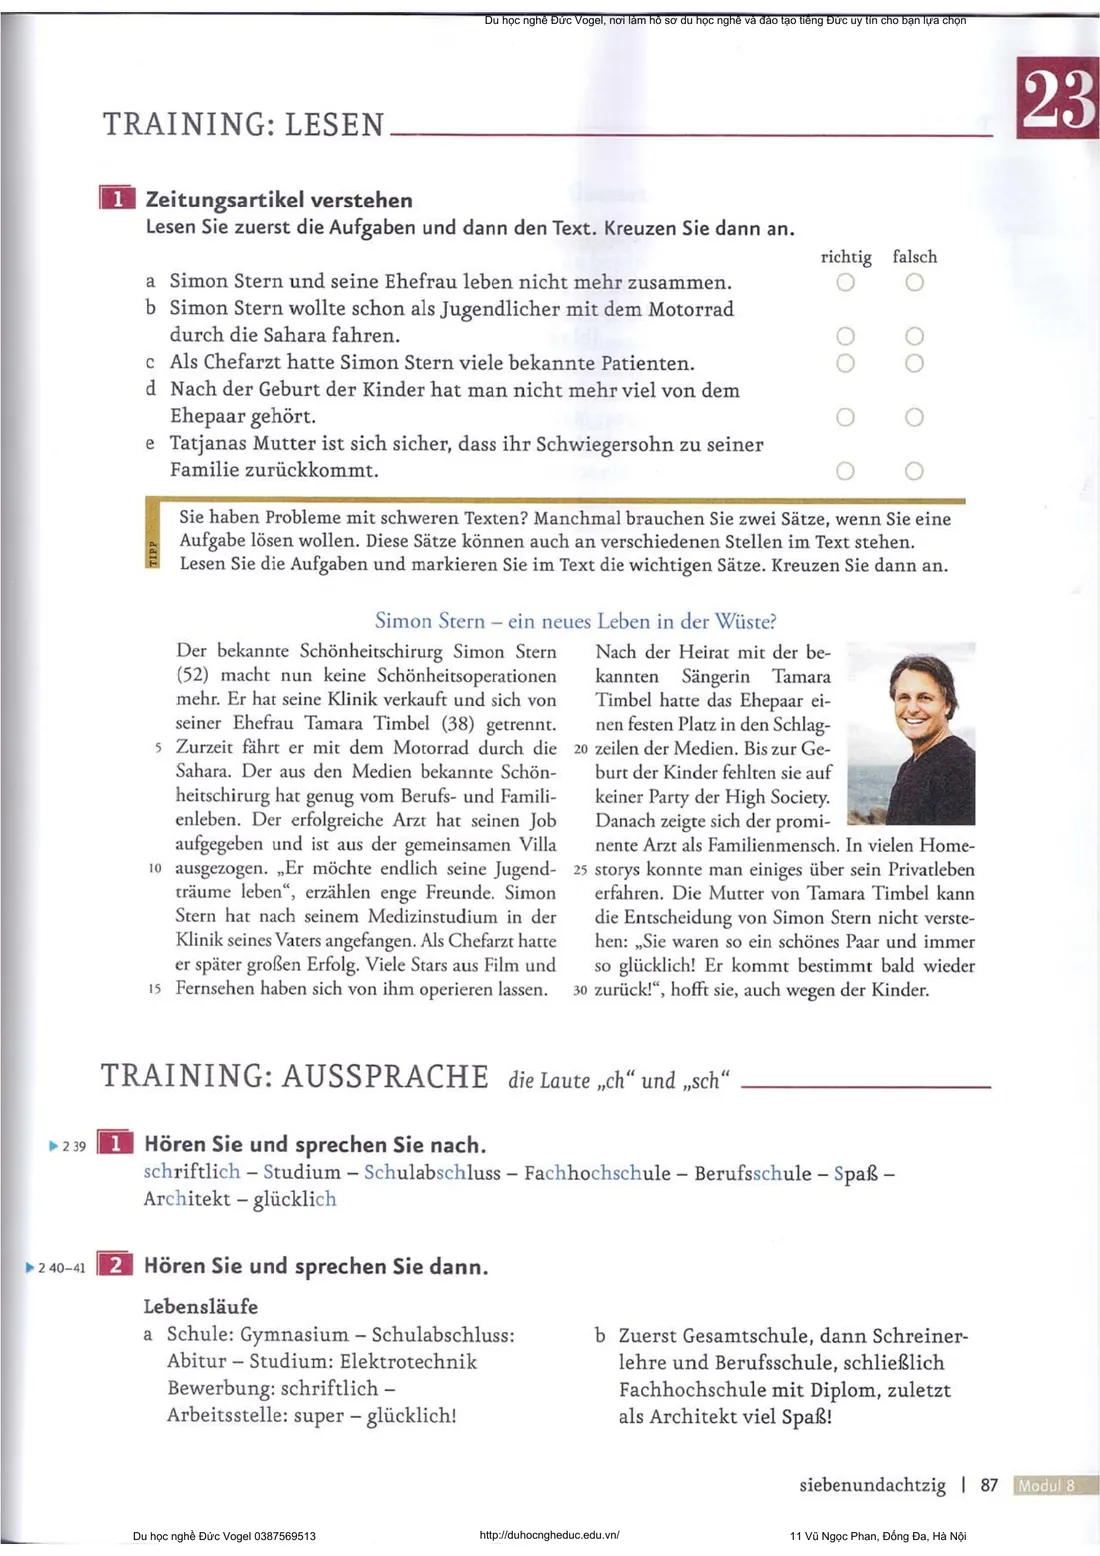 Du học nghề Đức Vogel, nơi làm hồ sơ du học nghề và đào tạo tiếng Đức uy tín cho bạn lựa chọn
23
TRAINING: LESEN
1 Zeitungsartikel verstehen
Lesen Sie zuerst die Aufgaben und dann den Text. Kreuzen Sie dann an.
richtig falsch
a Simon Stern und seine Ehefrau leben nicht mehr zusammen.
b Simon Stern wollte schon als Jugendlicher mit dem Motorrad
durch die Sahara fahren.
c Als Chefarzt hatte Simon Stern viele bekannte Patienten.
d Nach der Geburt der Kinder hat man nicht mehr viel von dem
Ehepaar gehört.
e Tatjanas Mutter ist sich sicher, dass ihr Schwiegersohn zu seiner
Familie zurückkommt.
TIPP
Sie haben Probleme mit schweren Texten? Manchmal brauchen Sie zwei Sätze, wenn Sie eine
Aufgabe lösen wollen. Diese Sätze können auch an verschiedenen Stellen im Text stehen.
Lesen Sie die Aufgaben und markieren Sie im Text die wichtigen Sätze. Kreuzen Sie dann an.
Simon Stern – ein neues Leben in der Wüste?
Der bekannte Schönheitschirurg Simon Stern
(52) macht nun keine Schönheitsoperationen
mehr. Er hat seine Klinik verkauft und sich von
seiner Ehefrau Tamara Timbel (38) getrennt.
5 Zurzeit fährt er mit dem Motorrad durch die
Sahara. Der aus den Medien bekannte Schön-
heitschirurg hat genug vom Berufs- und Famili-
enleben. Der erfolgreiche Arzt hat seinen Job
aufgegeben und ist aus der gemeinsamen Villa
10 ausgezogen. „Er möchte endlich seine Jugend-
träume leben“, erzählen enge Freunde. Simon
Stern hat nach seinem Medizinstudium in der
Klinik seines Vaters angefangen. Als Chefarzt hatte
er später großen Erfolg. Viele Stars aus Film und
15 Fernsehen haben sich von ihm operieren lassen.
Nach der Heirat mit der be-
kannten Sängerin Tamara
Timbel hatte das Ehepaar ei-
nen festen Platz in den Schlag-
20 zeilen der Medien. Bis zur Ge-
burt der Kinder fehlten sie auf
keiner Party der High Society.
Danach zeigte sich der promi-
nente Arzt als Familienmensch. In vielen Home-
25 storys konnte man einiges über sein Privatleben
erfahren. Die Mutter von Tamara Timbel kann
die Entscheidung von Simon Stern nicht verste-
hen: „Sie waren so ein schönes Paar und immer
so glücklich! Er kommt bestimmt bald wieder
30 zurück!“, hofft sie, auch wegen der Kinder.
TRAINING: AUSSPRACHE die Laute „ch“ und „sch“
2 39 1 Hören Sie und sprechen Sie nach.
schriftlich – Studium – Schulabschluss – Fachhochschule – Berufsschule – Spaß –
Architekt – glücklich
2 40–41 2 Hören Sie und sprechen Sie dann.
Lebensläufe
a Schule: Gymnasium – Schulabschluss:
Abitur – Studium: Elektrotechnik
Bewerbung: schriftlich –
Arbeitsstelle: super – glücklich!
b Zuerst Gesamtschule, dann Schreiner-
lehre und Berufsschule, schließlich
Fachhochschule mit Diplom, zuletzt
als Architekt viel Spaß!
siebenundachtzig | 87 Modul 8
Du học nghề Đức Vogel 0387569513 http://duhocngheduc.edu.vn/ 11 Vũ Ngọc Phan, Đống Đa, Hà Nội